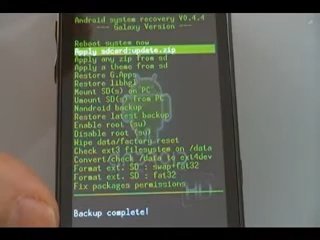 Android system recovery V0.4.4
--- Galaxy Version ---
Reboot system now
Apply sdcard:update.zip
Apply any zip from sd
Apply a theme from sd
Restore G.Apps
Restore libhgl
Mount SD(s) on PC
Umount SD(s) from PC
Nandroid backup
Restore latest backup
Enable root (su)
Disable root (su)
Wipe data/factory reset
Check ext3 filesystem on /data
Convert/check /data to ext4dev
Format ext. SD : swap+fat32
Format ext. SD : fat32
Fix packages permissions
HD
Backup complete!